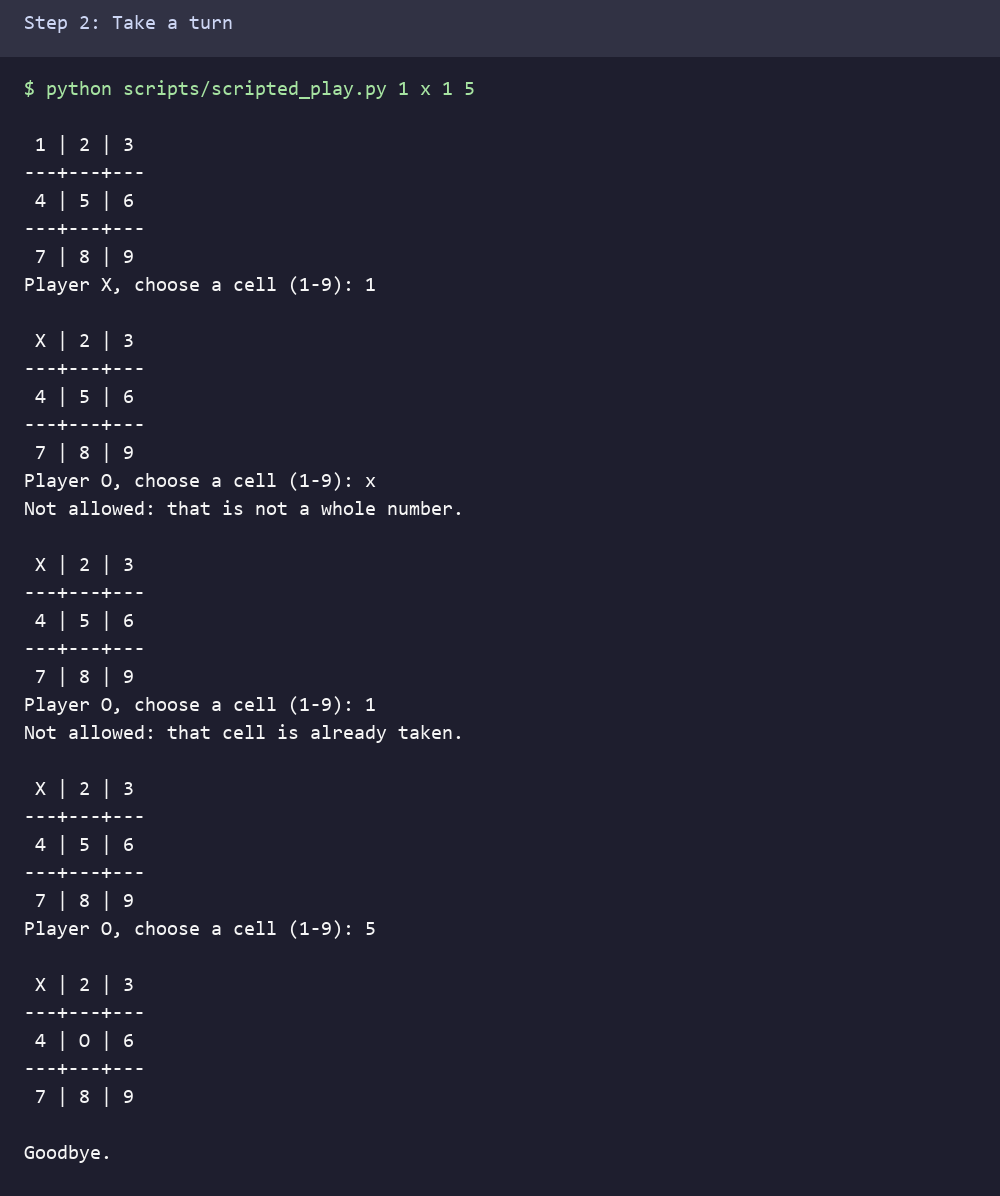 Step 2: Take a turn
$ python scripts/scripted_play.py 1 x 1 5
 1 | 2 | 3
---+---+---
 4 | 5 | 6
---+---+---
 7 | 8 | 9
Player X, choose a cell (1-9): 1
 X | 2 | 3
---+---+---
 4 | 5 | 6
---+---+---
 7 | 8 | 9
Player O, choose a cell (1-9): x
Not allowed: that is not a whole number.
 X | 2 | 3
---+---+---
 4 | 5 | 6
---+---+---
 7 | 8 | 9
Player O, choose a cell (1-9): 1
Not allowed: that cell is already taken.
 X | 2 | 3
---+---+---
 4 | 5 | 6
---+---+---
 7 | 8 | 9
Player O, choose a cell (1-9): 5
 X | 2 | 3
---+---+---
 4 | O | 6
---+---+---
 7 | 8 | 9
Goodbye.